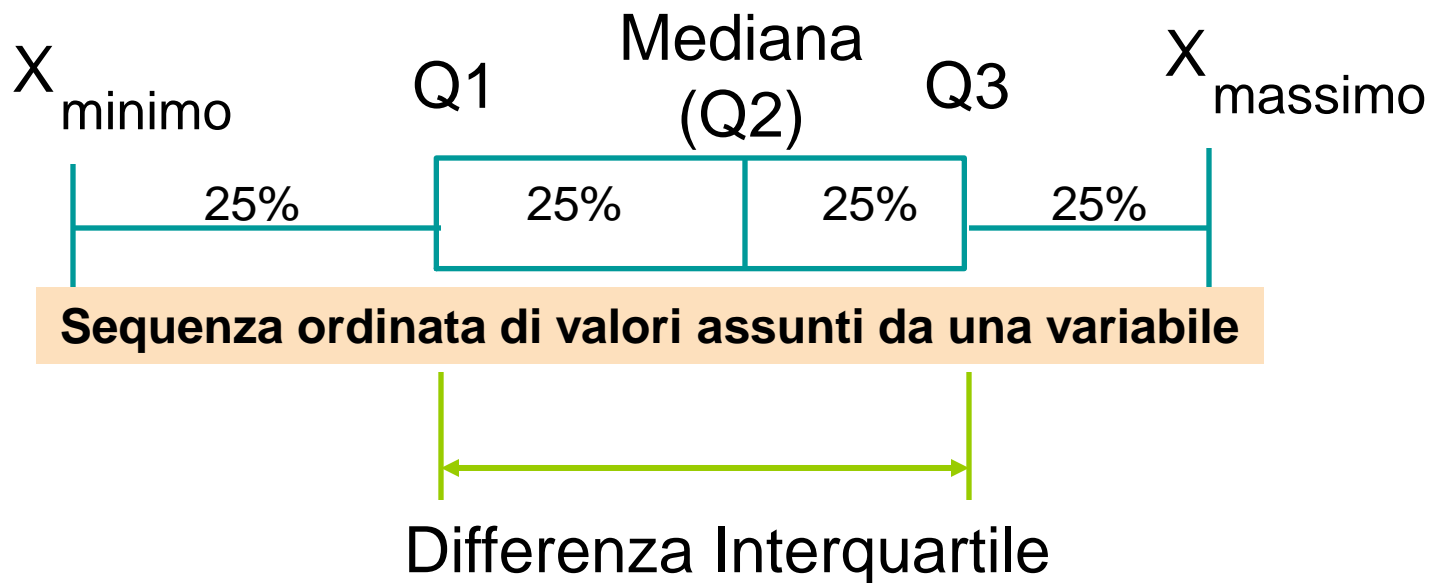 X minimo
Q1
Mediana
(Q2)
Q3
X massimo
25%
25%
25%
25%
Sequenza ordinata di valori assunti da una variabile
Differenza Interquartile